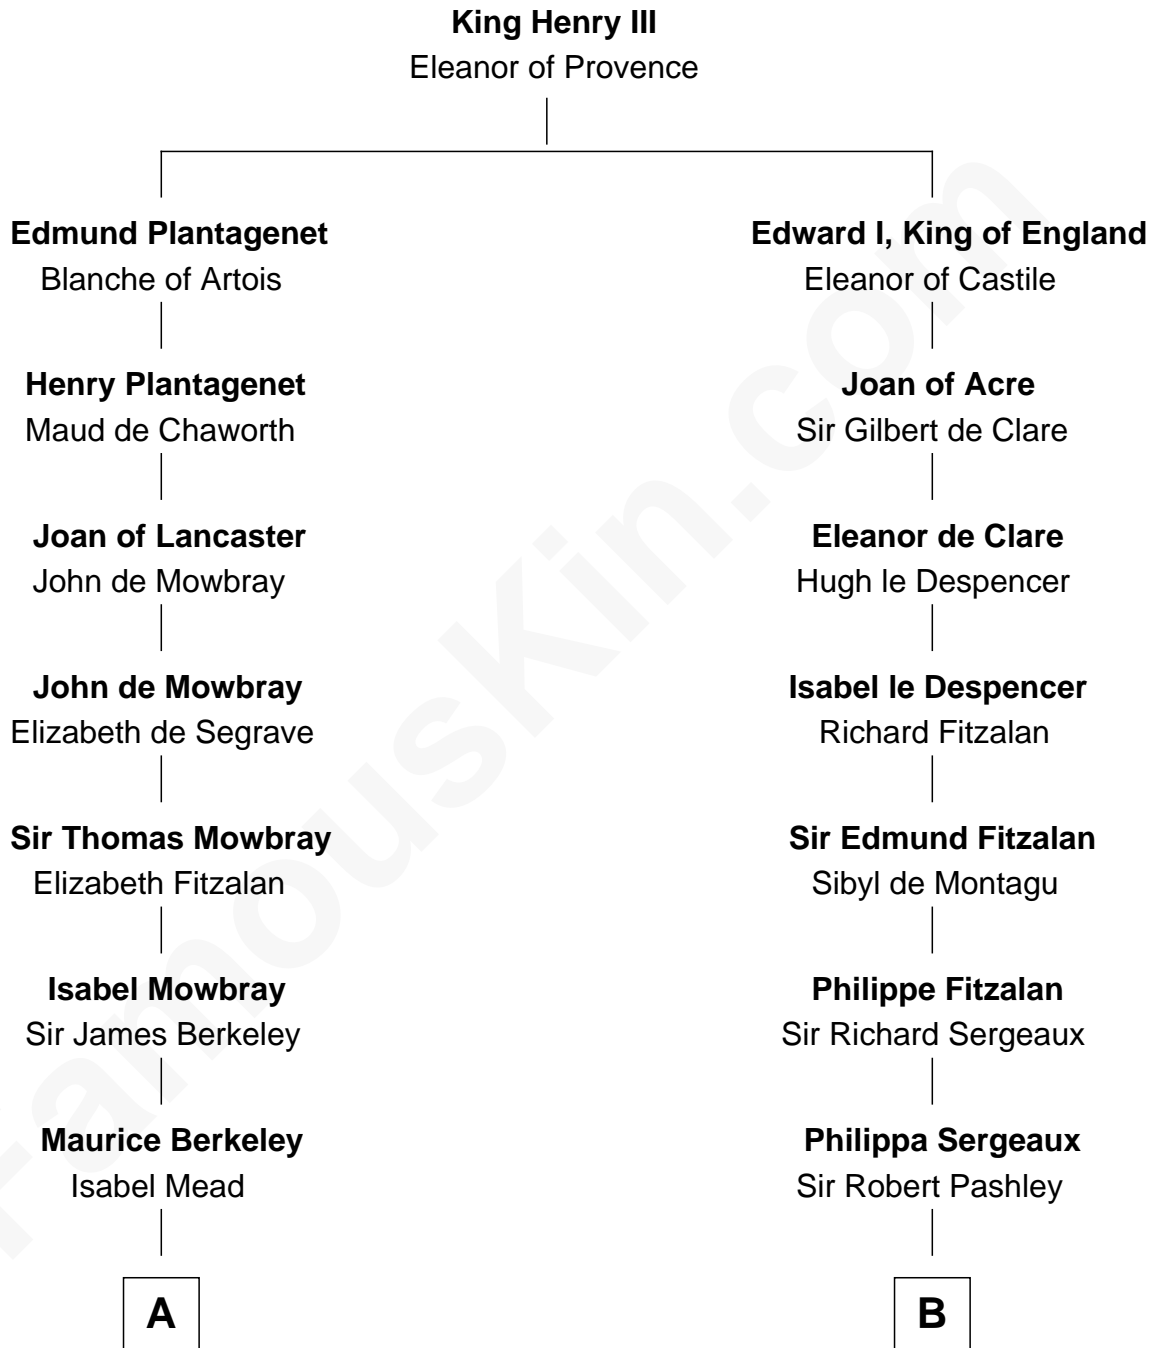 King Henry III
Eleanor of Provence
Edmund Plantagenet
Blanche of Artois
Henry Plantagenet
Maud de Chaworth
Joan of Lancaster
John de Mowbray
John de Mowbray
Elizabeth de Segrave
Sir Thomas Mowbray
Elizabeth Fitzalan
Isabel Mowbray
Sir James Berkeley
Maurice Berkeley
Isabel Mead
A
Edward I, King of England
Eleanor of Castile
Joan of Acre
Sir Gilbert de Clare
Eleanor de Clare
Hugh le Despencer
Isabel le Despencer
Richard Fitzalan
Sir Edmund Fitzalan
Sibyl de Montagu
Philippe Fitzalan
Sir Richard Sergeaux
Philippa Sergeaux
Sir Robert Pashley
B
FamousKin.com